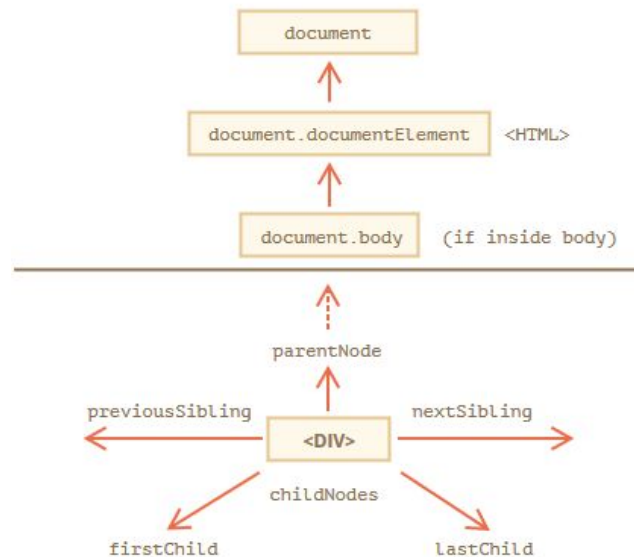 document
document.documentElement <HTML>
document.body (if inside body)
parentNode
previousSibling nextSibling
<DIV>
childNodes
firstChild lastChild